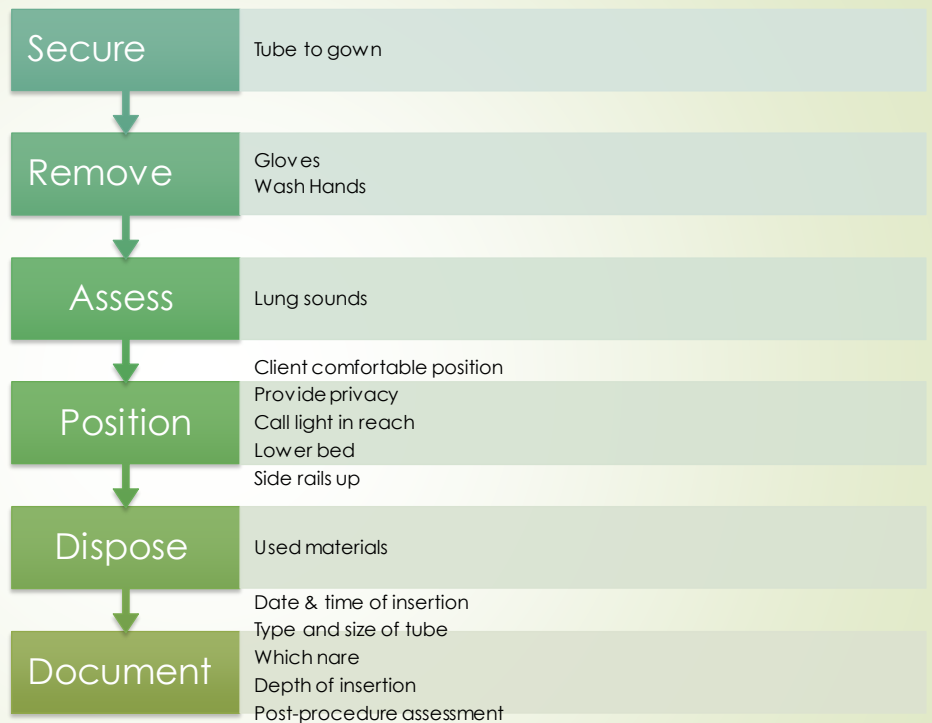 Secure
Tube to gown
Remove
Gloves
Wash Hands
Assess
Lung sounds
Position
Client comfortable position
Provide privacy
Call light in reach
Lower bed
Side rails up
Dispose
Used materials
Document
Date & time of insertion
Type and size of tube
Which nare
Depth of insertion
Post-procedure assessment